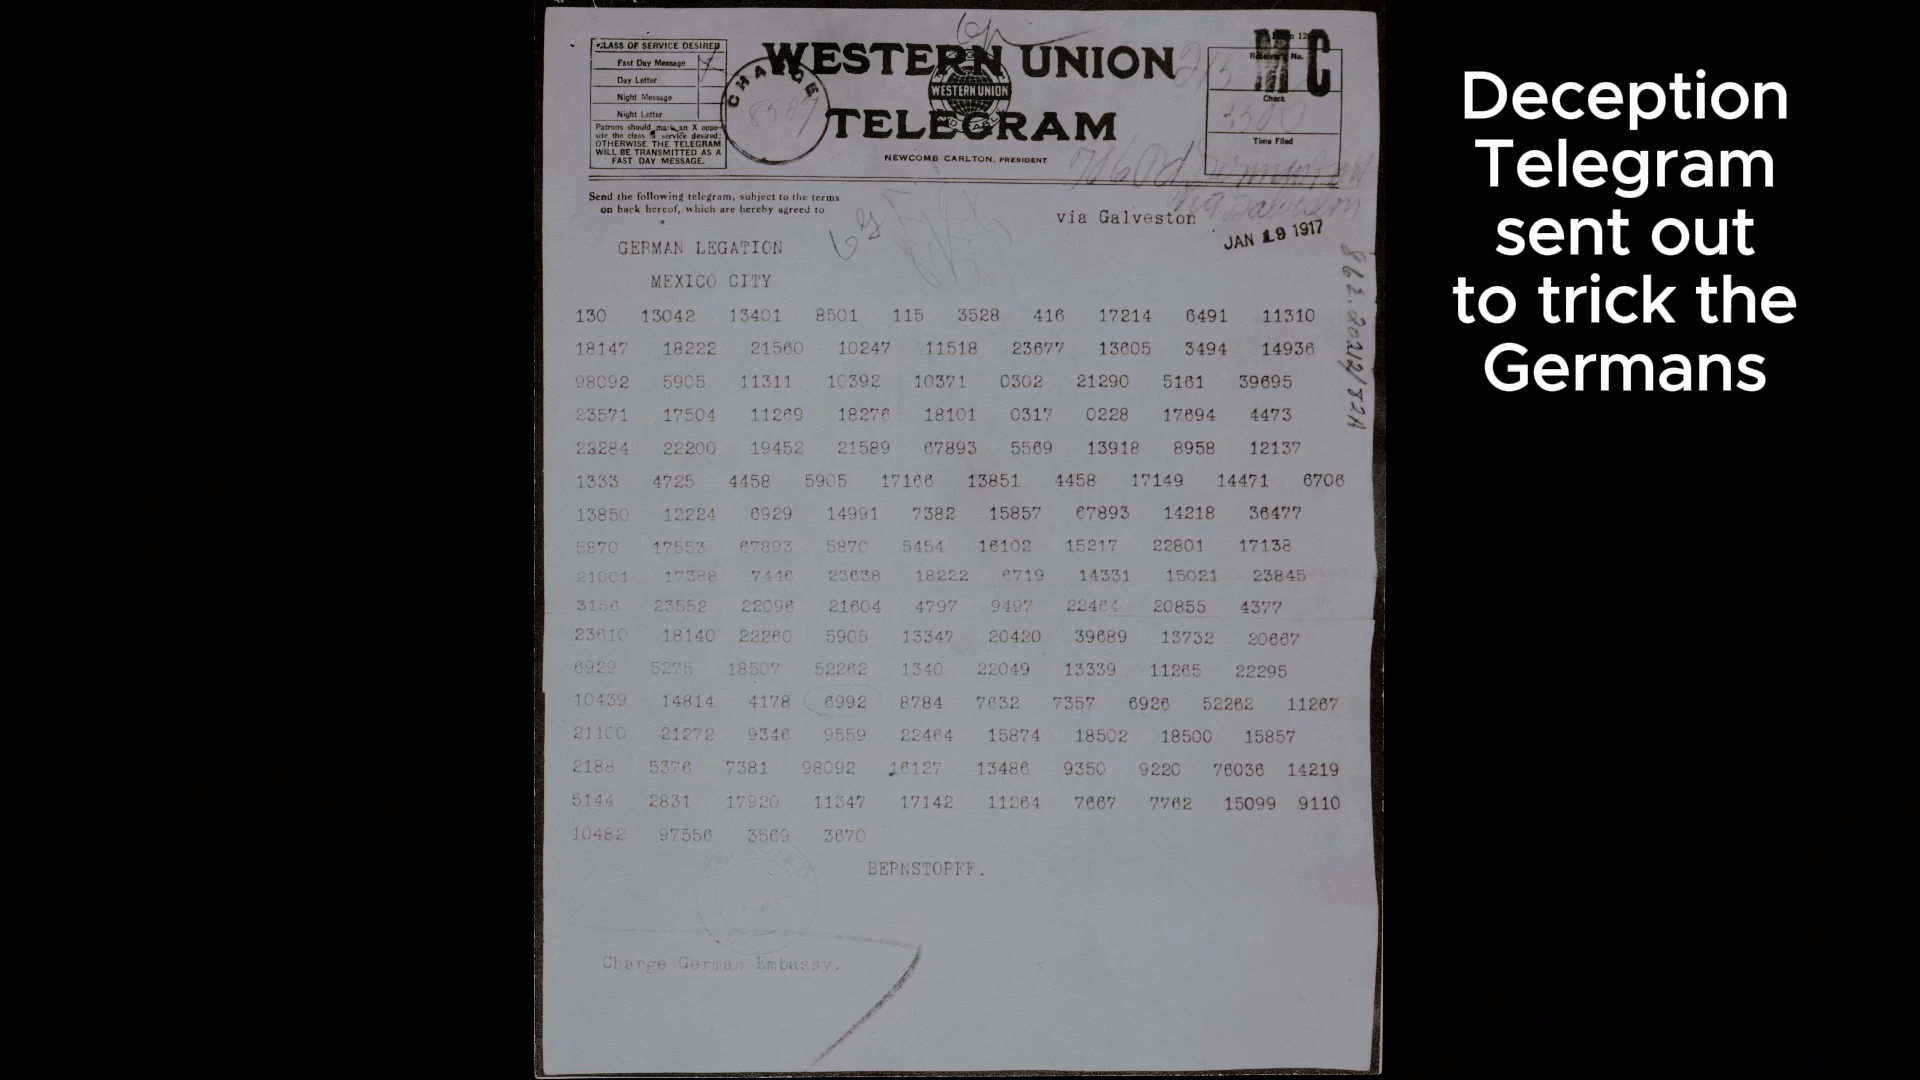 CLASS OF SERVICE DESIRED
Fast Day Message
Day Letter
Night Message
Night Letter
Patrons should mark an X oppo-
site the class of service desired;
OTHERWISE THE TELEGRAM
WILL BE TRANSMITTED AS A
FAST DAY MESSAGE.
CHARGE
WESTERN UNION
WESTERN UNION
TELEGRAM
NEWCOMB CARLTON, PRESIDENT
MC
Receiver's No.
Check
Time Filed
Send the following telegram, subject to the terms
on back hereof, which are hereby agreed to
via Galveston
JAN 19 1917
GERMAN LEGATION
MEXICO CITY
130 13042 13401 8501 115 3528 416 17214 6491 11310
18147 18222 21560 10247 11518 23677 13605 3494 14936
98092 5905 11311 10392 10371 0302 21290 5161 39695
23571 17504 11269 18276 18101 0317 0228 17694 4473
22284 22200 19452 21589 67893 5569 13918 8958 12137
1333 4725 4458 5905 17166 13851 4458 17149 14471 6706
13850 12224 6929 14991 7382 15857 67893 14218 36477
5870 17553 67893 5870 5454 16102 15217 22801 17138
21001 17388 7446 23638 18222 6719 14331 15021 23845
3156 23552 22096 21604 4797 9497 22464 20855 4377
23610 18140 22260 5905 13347 20420 39689 13732 20667
6929 5275 18507 52262 1340 22049 13339 11265 22295
10439 14814 4178 6992 8784 7632 7357 6926 52262 11267
21100 21272 9346 9559 22464 15874 18502 18500 15857
2188 5376 7381 98092 16127 13486 9350 9220 76036 14219
5144 2831 17920 11347 17142 11264 7667 7762 15099 9110
10482 97556 3569 3670
BERNSTORFF.
Charge German Embassy.
862.20212/82A
Deception
Telegram
sent out
to trick the
Germans